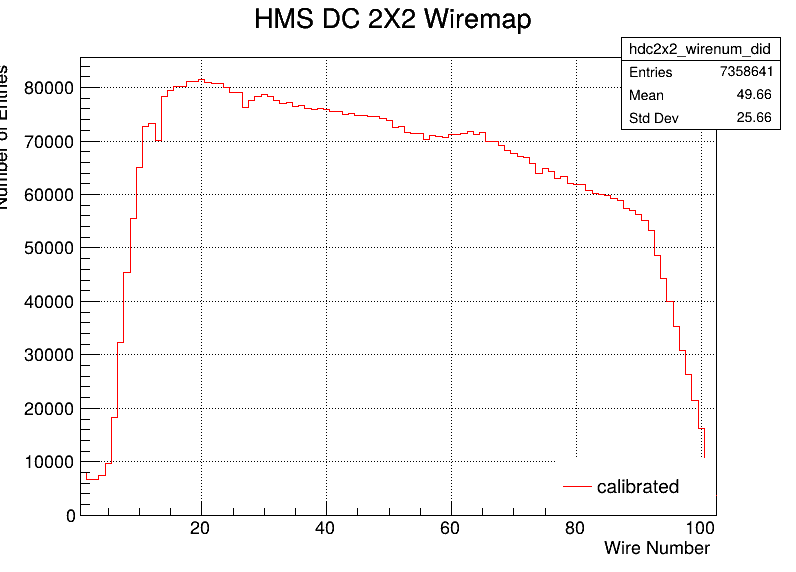 HMS DC 2X2 Wiremap
hdc2x2_wirenum_did
Entries 7358641
Mean 49.66
Std Dev 25.66
Number of Entries
80000
70000
60000
50000
40000
30000
20000
10000
0
calibrated
20 40 60 80 100
Wire Number